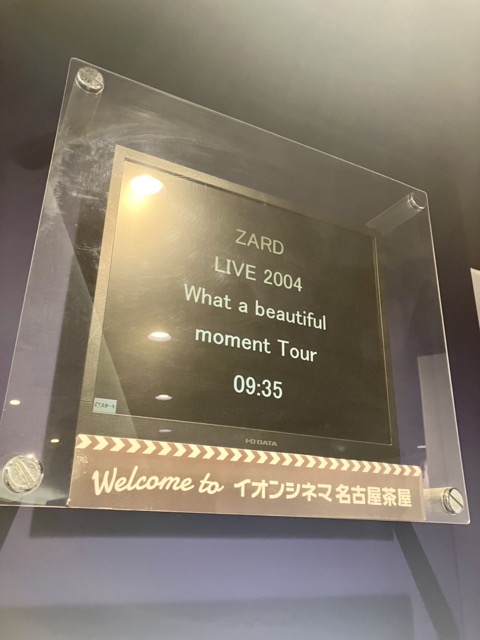 ZARD
LIVE 2004
What a beautiful
moment Tour
09:35
I-O DATA
Welcome to イオンシネマ 名古屋茶屋